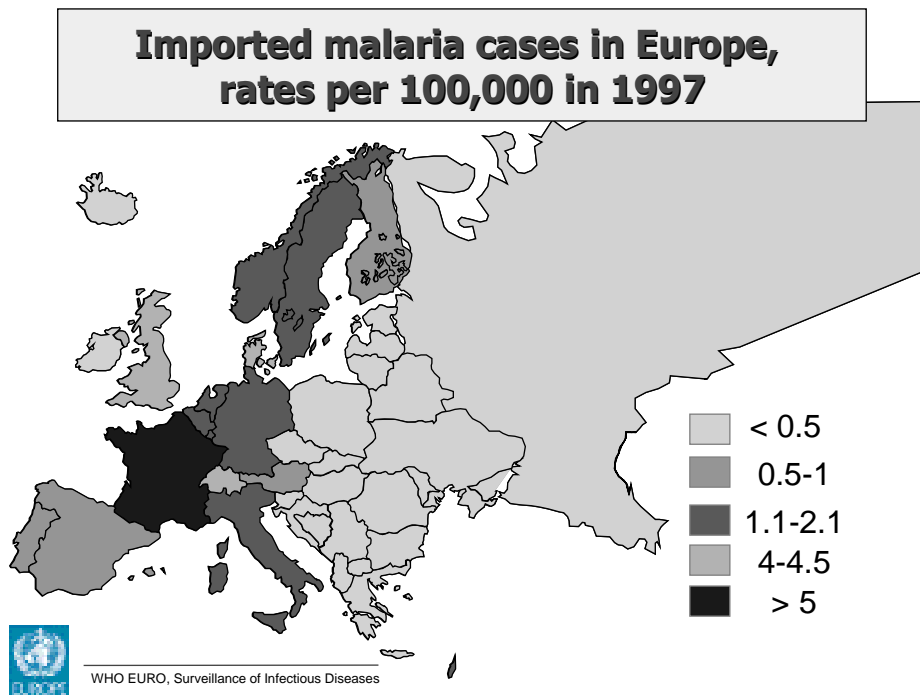 Imported malaria cases in Europe,
rates per 100,000 in 1997
< 0.5
0.5-1
1.1-2.1
4-4.5
> 5
EUROPE
WHO EURO, Surveillance of Infectious Diseases